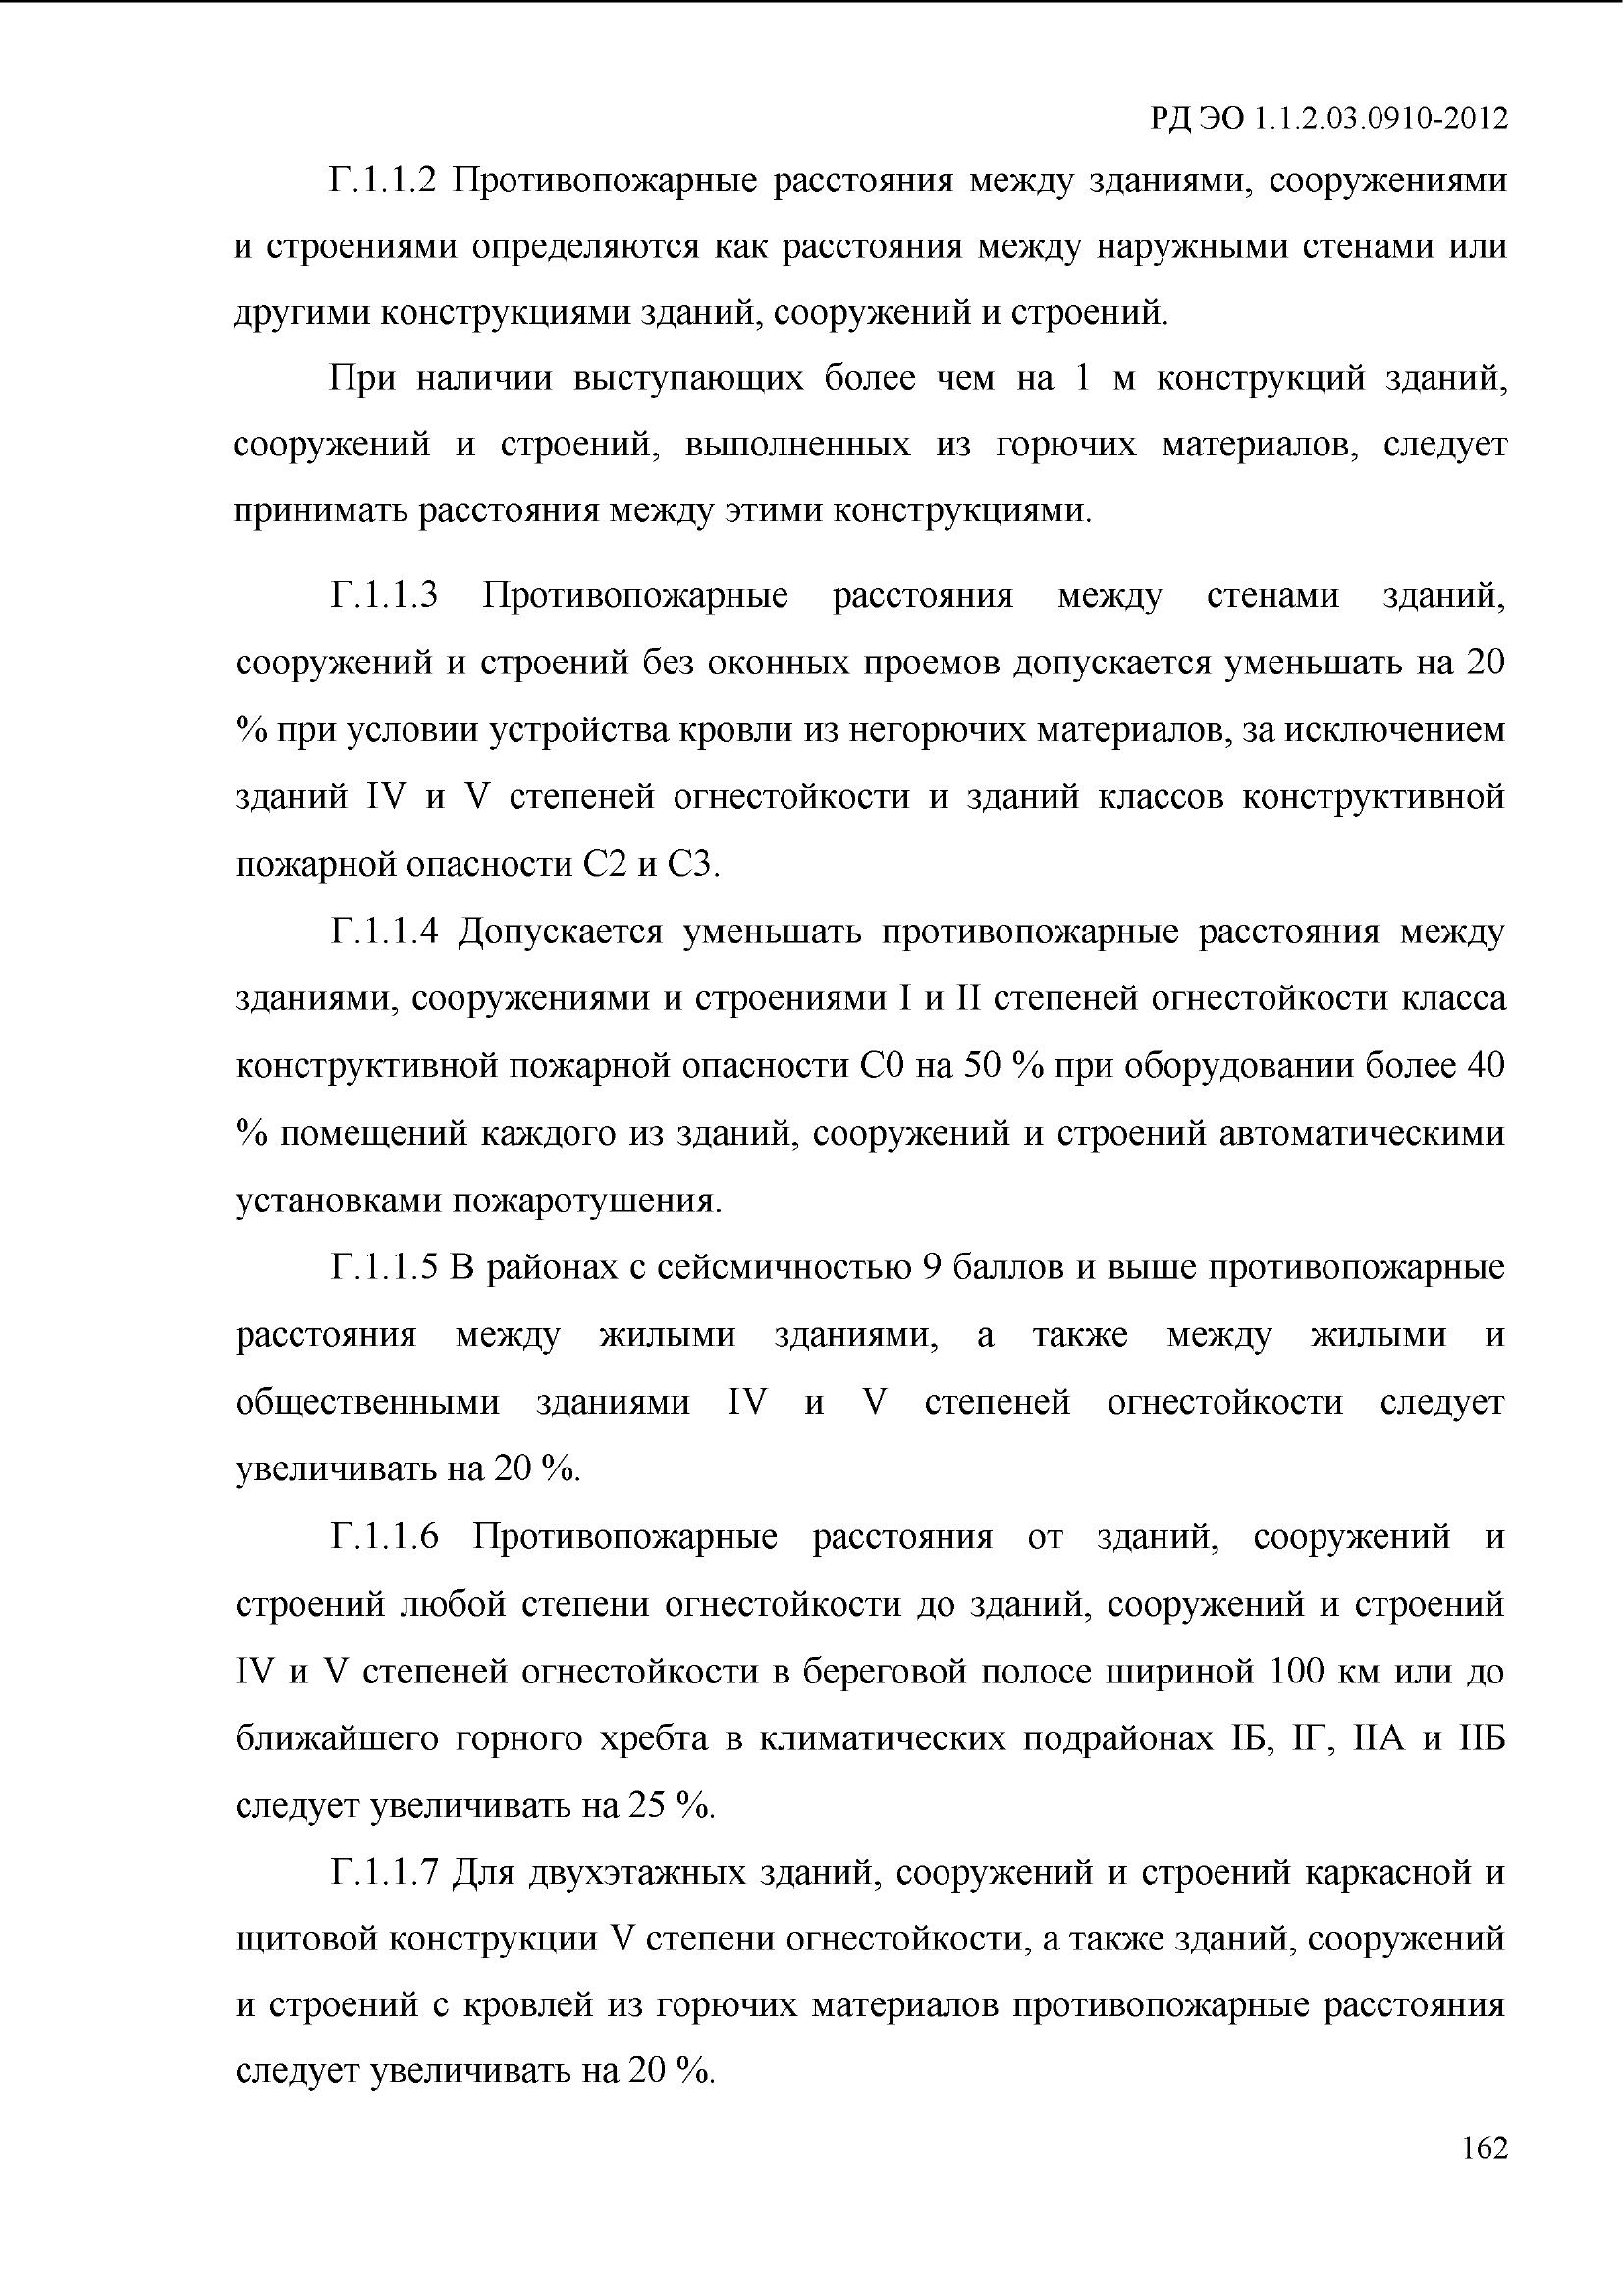 РД ЭО 1.1.2.03.0910-2012
Г.1.1.2 Противопожарные расстояния между зданиями, сооружениями
и строениями определяются как расстояния между наружными стенами или
другими конструкциями зданий, сооружений и строений.
При наличии выступающих более чем на 1 м конструкций зданий,
сооружений и строений, выполненных из горючих материалов, следует
принимать расстояния между этими конструкциями.
Г.1.1.3 Противопожарные расстояния между стенами зданий,
сооружений и строений без оконных проемов допускается уменьшать на 20
% при условии устройства кровли из негорючих материалов, за исключением
зданий IV и V степеней огнестойкости и зданий классов конструктивной
пожарной опасности С2 и С3.
Г.1.1.4 Допускается уменьшать противопожарные расстояния между
зданиями, сооружениями и строениями I и II степеней огнестойкости класса
конструктивной пожарной опасности С0 на 50 % при оборудовании более 40
% помещений каждого из зданий, сооружений и строений автоматическими
установками пожаротушения.
Г.1.1.5 В районах с сейсмичностью 9 баллов и выше противопожарные
расстояния между жилыми зданиями, а также между жилыми и
общественными зданиями IV и V степеней огнестойкости следует
увеличивать на 20 %.
Г.1.1.6 Противопожарные расстояния от зданий, сооружений и
строений любой степени огнестойкости до зданий, сооружений и строений
IV и V степеней огнестойкости в береговой полосе шириной 100 км или до
ближайшего горного хребта в климатических подрайонах IБ, IГ, IIА и IIБ
следует увеличивать на 25 %.
Г.1.1.7 Для двухэтажных зданий, сооружений и строений каркасной и
щитовой конструкции V степени огнестойкости, а также зданий, сооружений
и строений с кровлей из горючих материалов противопожарные расстояния
следует увеличивать на 20 %.
162